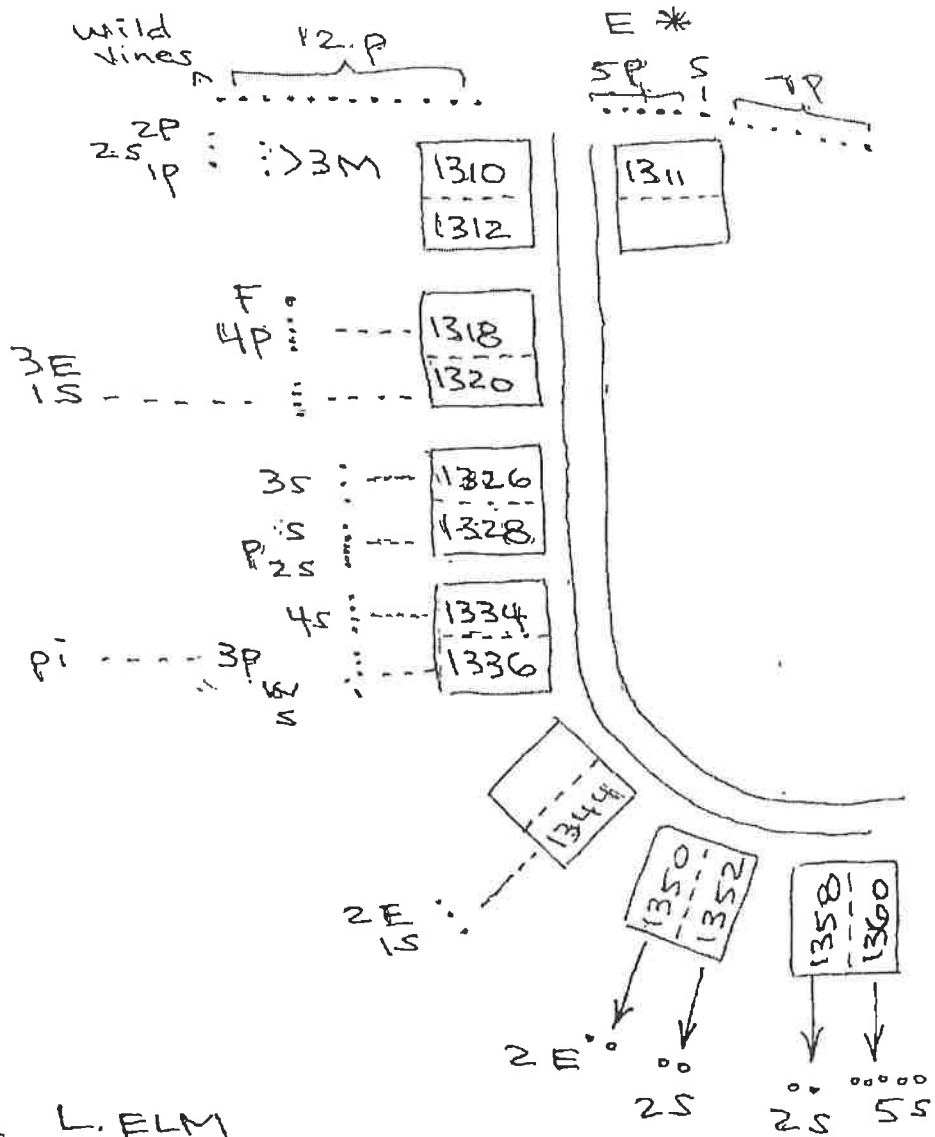 wild
vines
12.P
E *
5P S 7P
2P
2S
1P
>3M
1310
1312
1311
F
4P
1318
3E
1S
1320
3S
1326
S
P
2S
1328
4S
1334
pi
3P
W
S
1336
1344
2E
1S
1350
1352
1358
1360
2E
2S
2S
5S
L. ELM